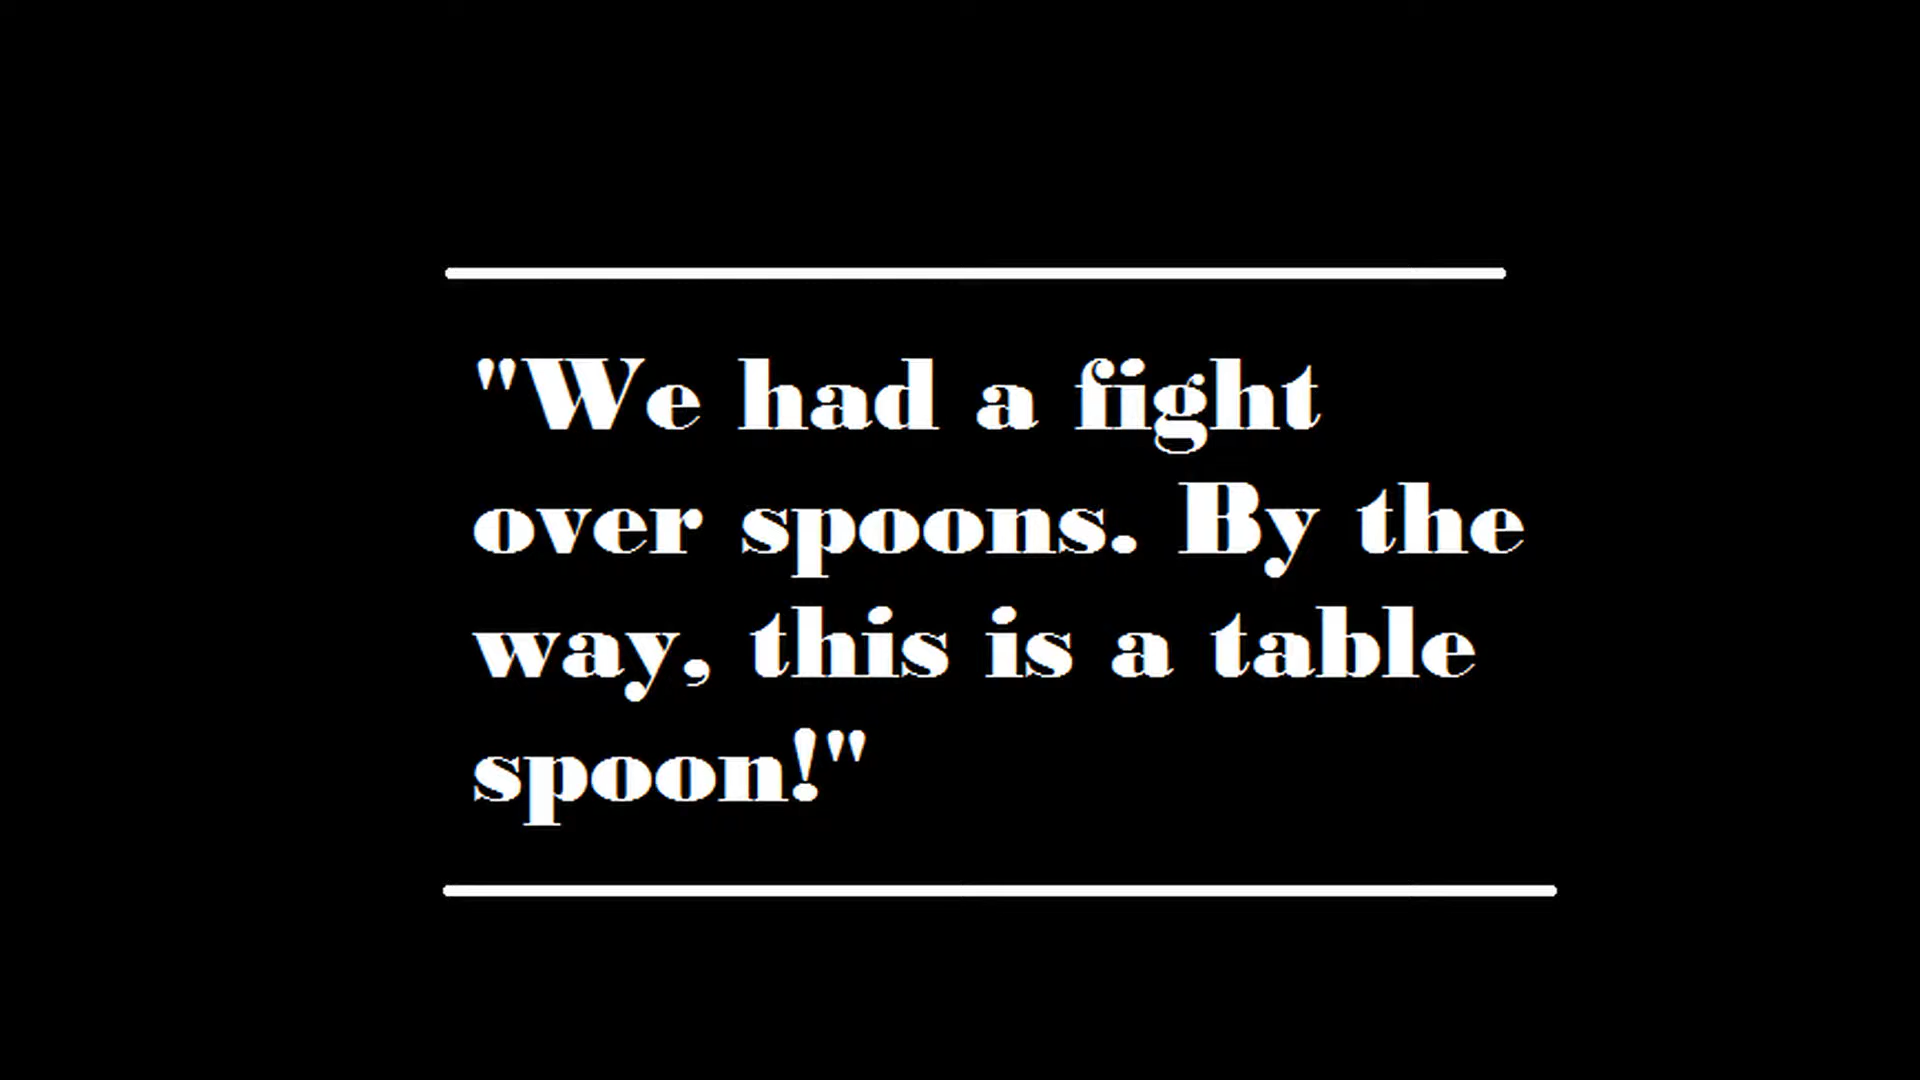 "We had a fight
over spoons. By the
way, this is a table
spoon!"